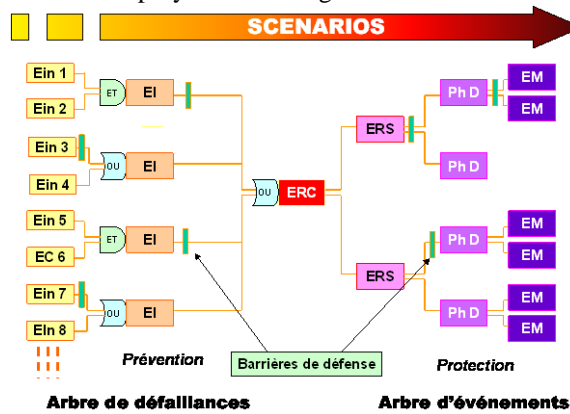 SCENARIOS
Ein 1
Ein 2
ET
EI
Ein 3
Ein 4
OU
EI
Ein 5
EC 6
ET
EI
Ein 7
EIn 8
OU
EI
OU
ERC
ERS
ERS
Ph D
Ph D
Ph D
Ph D
EM
EM
EM
EM
EM
EM
Prévention
Barrières de défense
Protection
Arbre de défaillances
Arbre d'événements